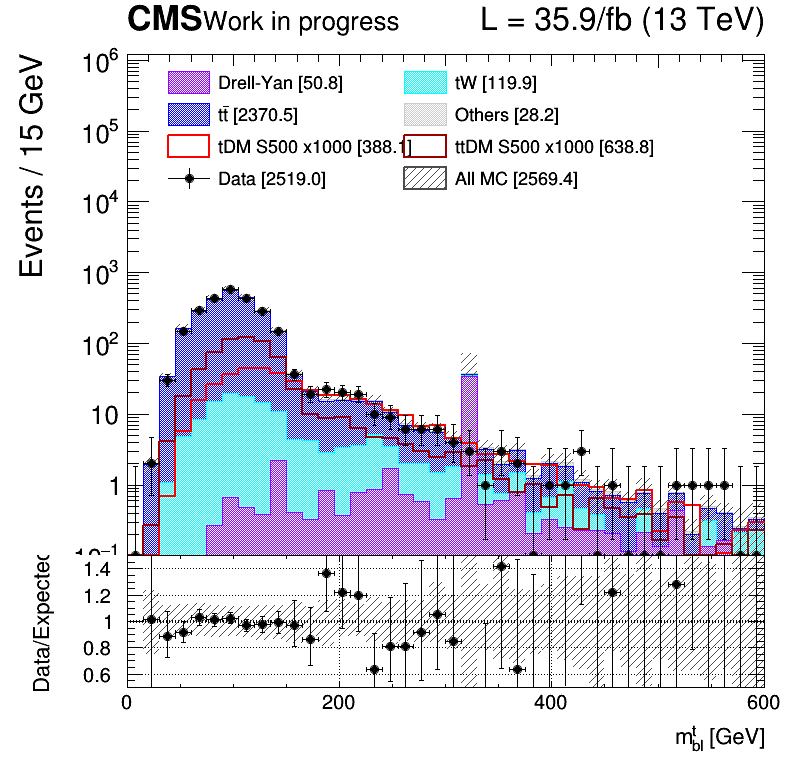 CMS Work in progress L = 35.9/fb (13 TeV)
Events / 15 GeV
10⁶
10⁵
10⁴
10³
10²
10
1
10⁻¹
Drell-Yan [50.8] tW [119.9]
tt̄ [2370.5] Others [28.2]
tDM S500 x1000 [388.1] ttDM S500 x1000 [638.8]
Data [2519.0] All MC [2569.4]
Data/Expected
1.4
1.2
1
0.8
0.6
0 200 400 600
mᵗbl [GeV]